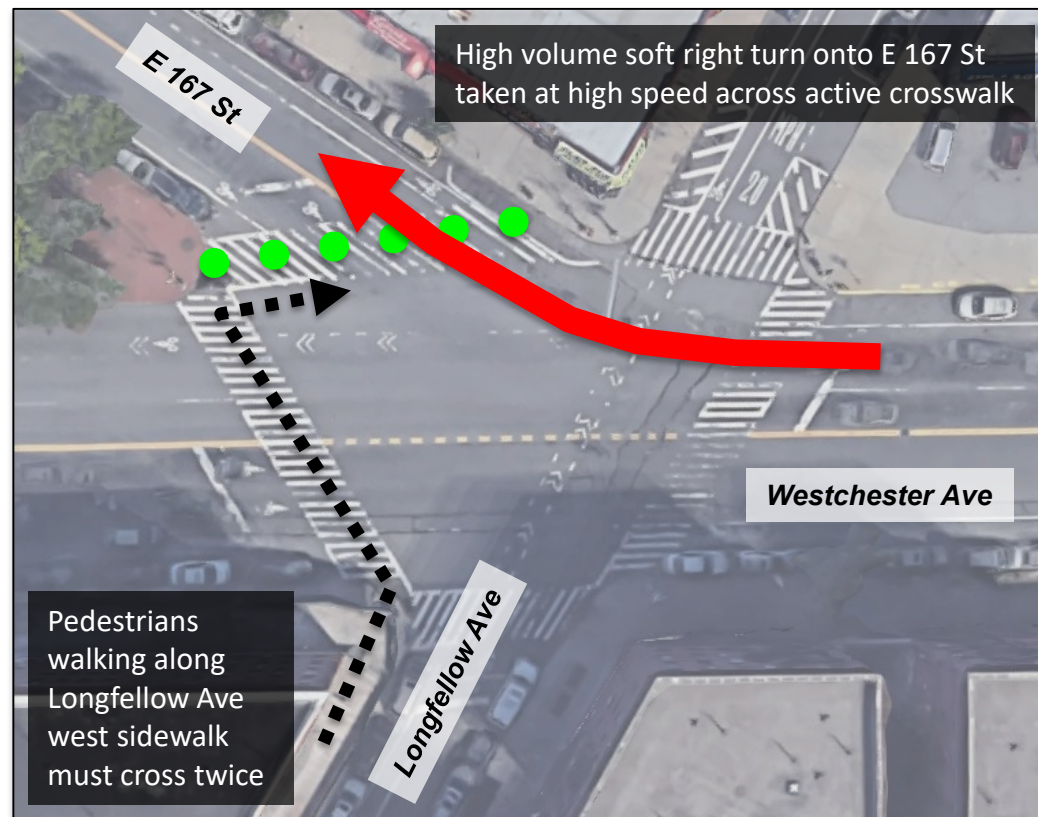 High volume soft right turn onto E 167 St
taken at high speed across active crosswalk
E 167 St
20
Westchester Ave
Longfellow Ave
Pedestrians
walking along
Longfellow Ave
west sidewalk
must cross twice